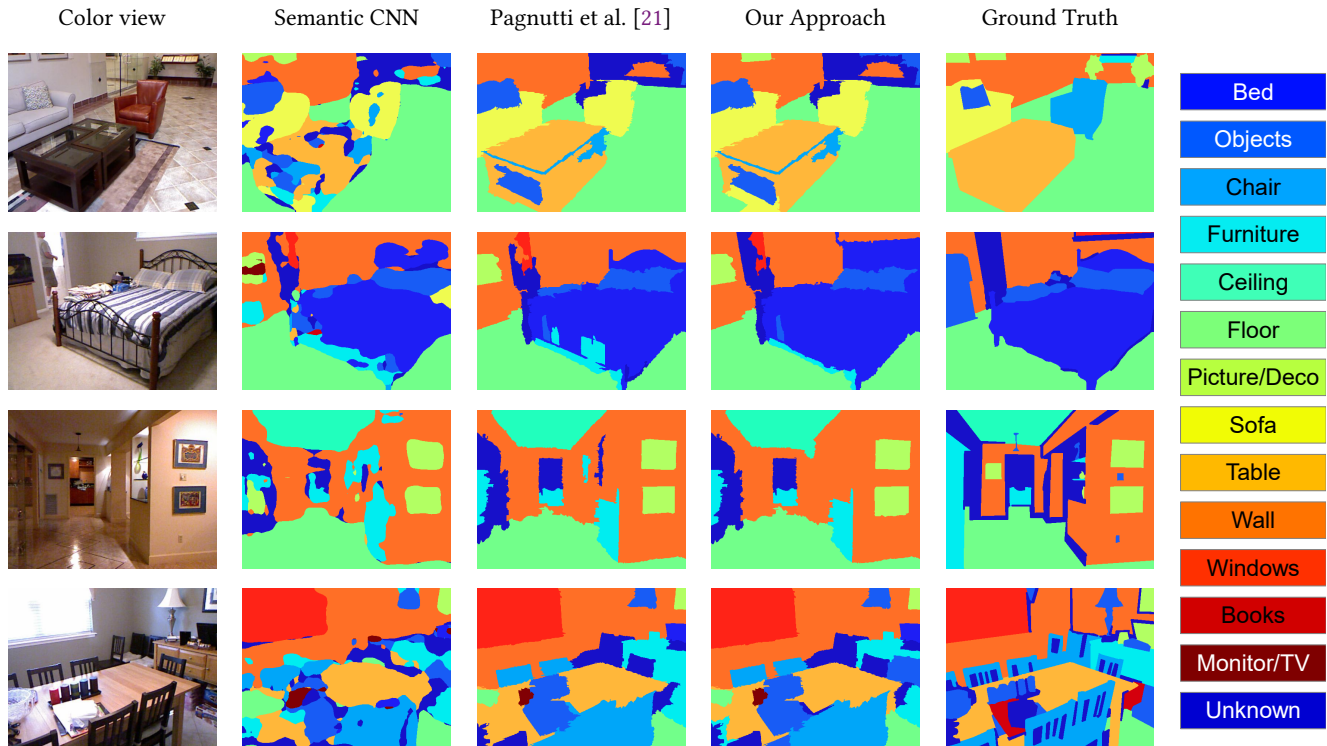 Color view
Semantic CNN
Pagnutti et al. [21]
Our Approach
Ground Truth
Bed
Objects
Chair
Furniture
Ceiling
Floor
Picture/Deco
Sofa
Table
Wall
Windows
Books
Monitor/TV
Unknown